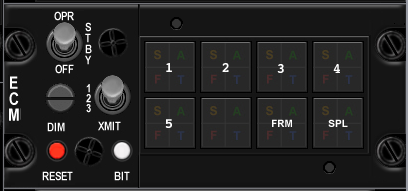 OPR
STBY
OFF
ECM
1
2
3
DIM
XMIT
RESET
BIT
S A
1
F T
S A
2
F T
S A
3
F T
S A
4
F T
S A
5
F T
S A
F T
S A
FRM
F T
S A
SPL
F T